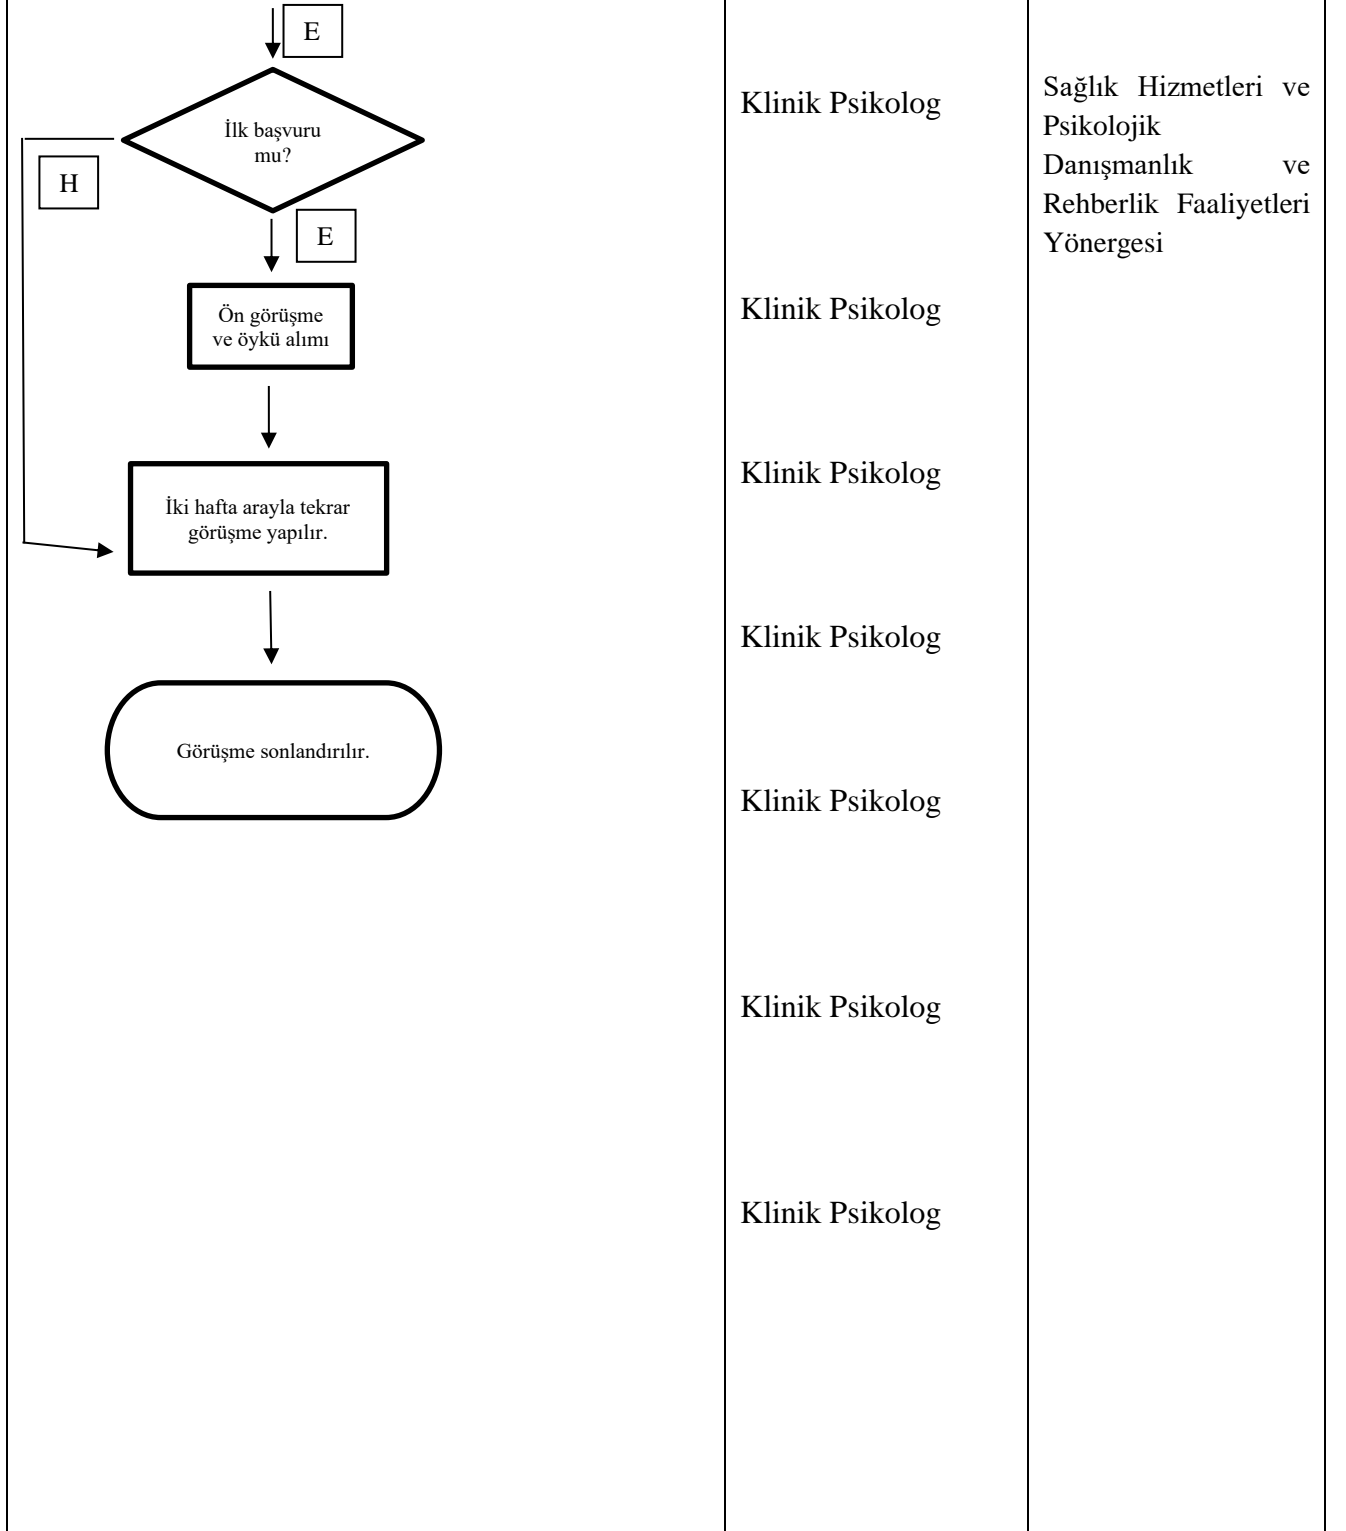 E
İlk başvuru
mu?
H
E
Ön görüşme
ve öykü alımı
İki hafta arayla tekrar
görüşme yapılır.
Görüşme sonlandırılır.
Klinik Psikolog
Klinik Psikolog
Klinik Psikolog
Klinik Psikolog
Klinik Psikolog
Klinik Psikolog
Klinik Psikolog
Sağlık Hizmetleri ve
Psikolojik
Danışmanlık ve
Rehberlik Faaliyetleri
Yönergesi